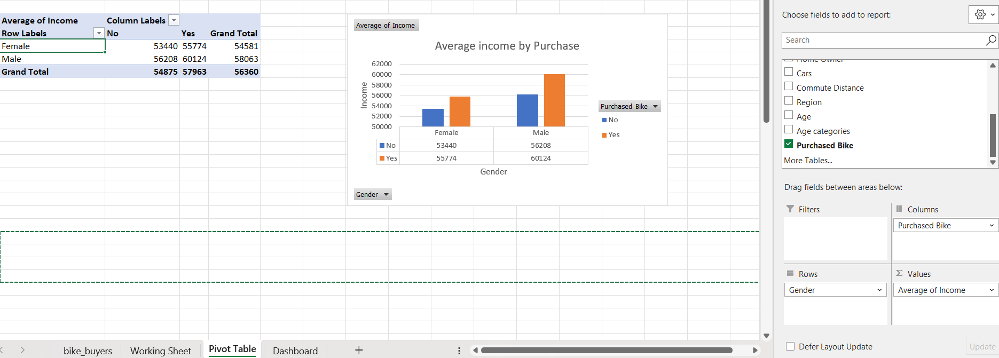 Average of Income Column Labels
Row Labels No Yes Grand Total
Female 53440 55774 54581
Male 56208 60124 58063
Grand Total 54875 57963 56360
Average of Income
Average income by Purchase
62000
60000
58000
56000
54000
52000
50000
Income
Female Male
No 53440 56208
Yes 55774 60124
Gender
Purchased Bike
No
Yes
Gender
Choose fields to add to report:
Search
Home Owner
Cars
Commute Distance
Region
Age
Age categories
Purchased Bike
More Tables...
Drag fields between areas below:
Filters
Columns
Purchased Bike
Rows
Values
Gender
Average of Income
Defer Layout Update
Update
bike_buyers Working Sheet Pivot Table Dashboard